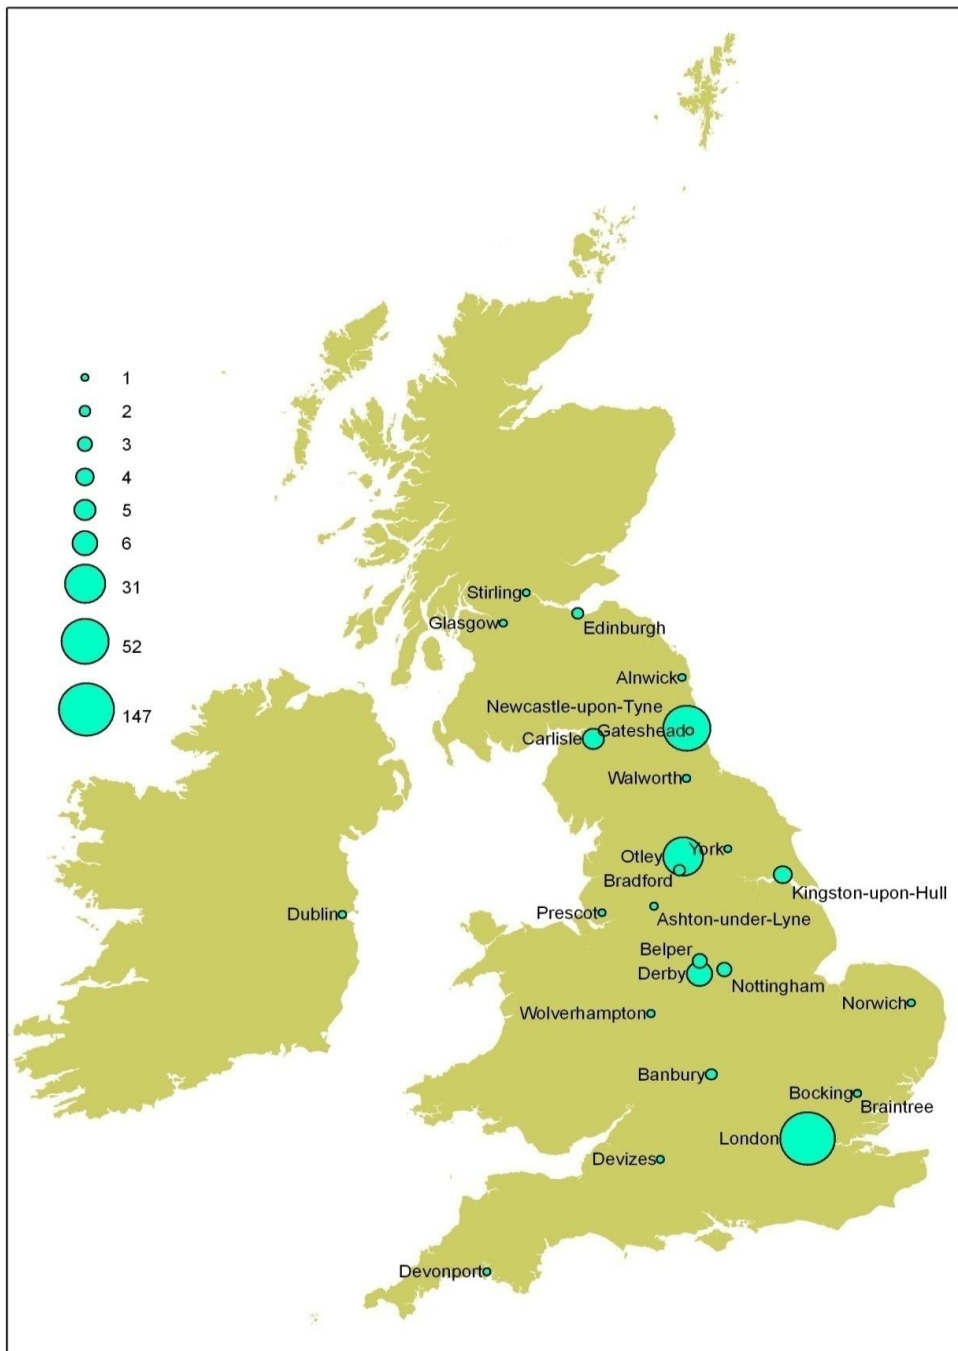 1
2
3
4
5
6
31
52
147
Stirling
Glasgow
Edinburgh
Alnwick
Newcastle-upon-Tyne
Gateshead
Carlisle
Walworth
York
Otley
Bradford
Kingston-upon-Hull
Prescot
Ashton-under-Lyne
Dublin
Belper
Derby
Nottingham
Norwich
Wolverhampton
Banbury
Bocking
Braintree
London
Devizes
Devonport